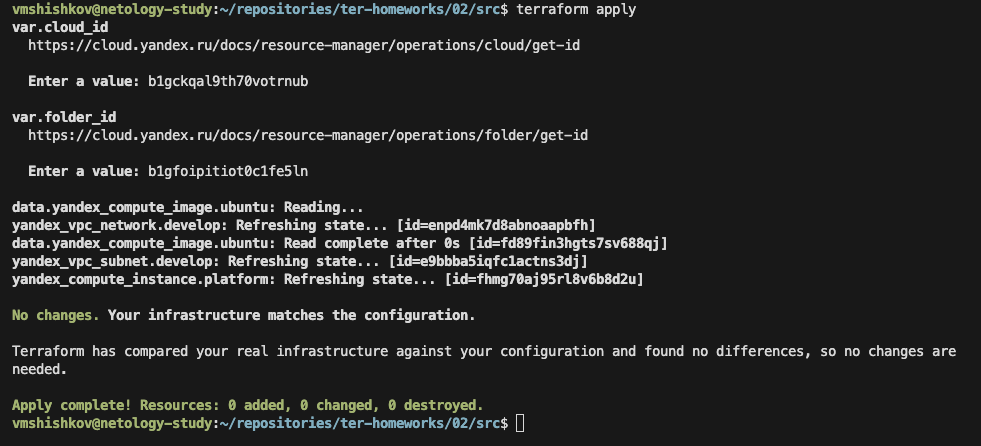 vmshishkov@netology-study:~/repositories/ter-homeworks/02/src$ terraform apply
var.cloud_id
  https://cloud.yandex.ru/docs/resource-manager/operations/cloud/get-id
  Enter a value: b1gckqal9th70votrnub
var.folder_id
  https://cloud.yandex.ru/docs/resource-manager/operations/folder/get-id
  Enter a value: b1gfoipitiot0c1fe5ln
data.yandex_compute_image.ubuntu: Reading...
yandex_vpc_network.develop: Refreshing state... [id=enpd4mk7d8abnoaapbfh]
data.yandex_compute_image.ubuntu: Read complete after 0s [id=fd89fin3hgts7sv688qj]
yandex_vpc_subnet.develop: Refreshing state... [id=e9bbba5iqfc1actns3dj]
yandex_compute_instance.platform: Refreshing state... [id=fhmg70aj95rl8v6b8d2u]
No changes. Your infrastructure matches the configuration.
Terraform has compared your real infrastructure against your configuration and found no differences, so no changes are
needed.
Apply complete! Resources: 0 added, 0 changed, 0 destroyed.
vmshishkov@netology-study:~/repositories/ter-homeworks/02/src$